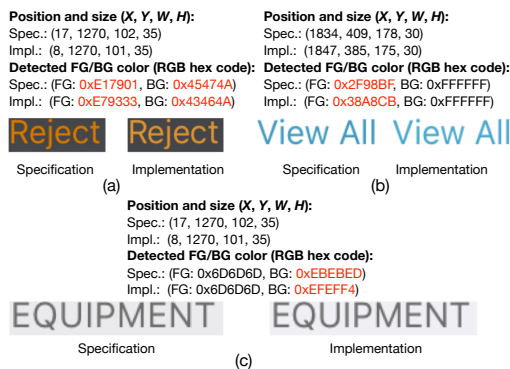 Position and size (X, Y, W, H):
Spec.: (17, 1270, 102, 35)
Impl.: (8, 1270, 101, 35)
Detected FG/BG color (RGB hex code):
Spec.: (FG: 0xE17901, BG: 0x45474A)
Impl.: (FG: 0xE79333, BG: 0x43464A)
Reject Reject
Specification Implementation
(a)
Position and size (X, Y, W, H):
Spec.: (1834, 409, 178, 30)
Impl.: (1847, 385, 175, 30)
Detected FG/BG color (RGB hex code):
Spec.: (FG: 0x2F98BF, BG: 0xFFFFFF)
Impl.: (FG: 0x38A8CB, BG: 0xFFFFFF)
View All View All
Specification Implementation
(b)
Position and size (X, Y, W, H):
Spec.: (17, 1270, 102, 35)
Impl.: (8, 1270, 101, 35)
Detected FG/BG color (RGB hex code):
Spec.: (FG: 0x6D6D6D, BG: 0xEBEBED)
Impl.: (FG: 0x6D6D6D, BG: 0xEFEFF4)
EQUIPMENT EQUIPMENT
Specification Implementation
(c)